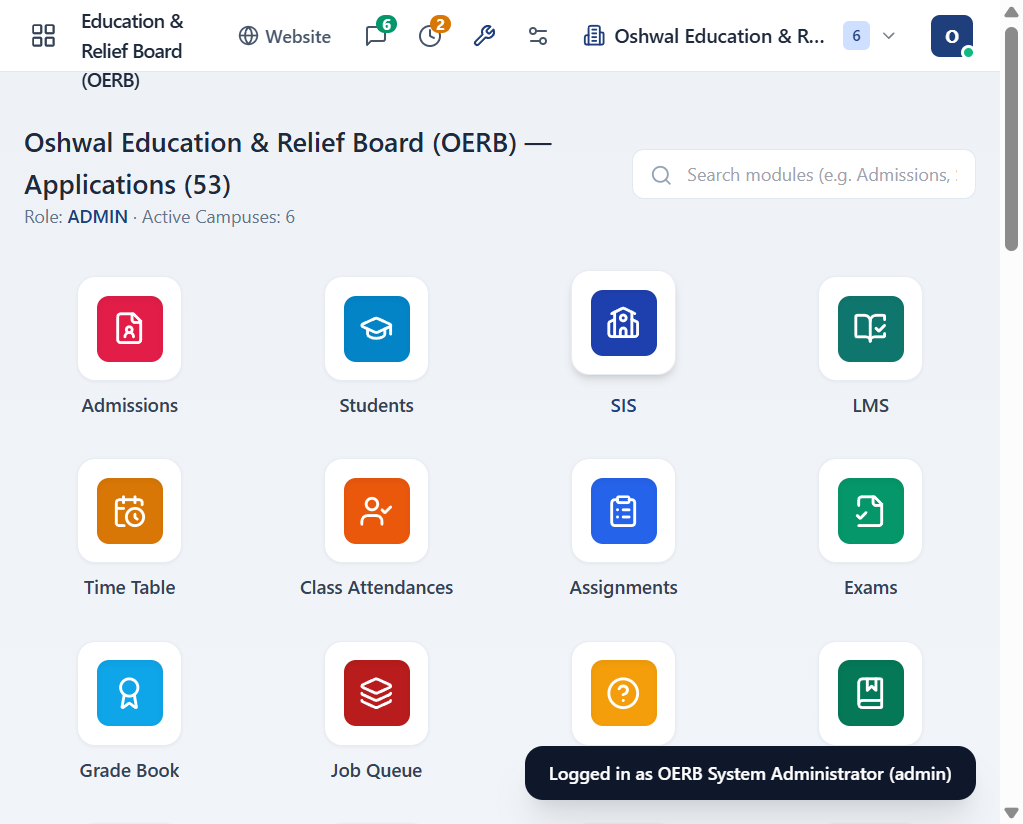 Education &
Relief Board
(OERB)
Website
6
2
Oshwal Education & R...
6
O
Oshwal Education & Relief Board (OERB) —
Applications (53)
Role: ADMIN · Active Campuses: 6
Search modules (e.g. Admissions,
Admissions
Students
SIS
LMS
Time Table
Class Attendances
Assignments
Exams
Grade Book
Job Queue
Logged in as OERB System Administrator (admin)